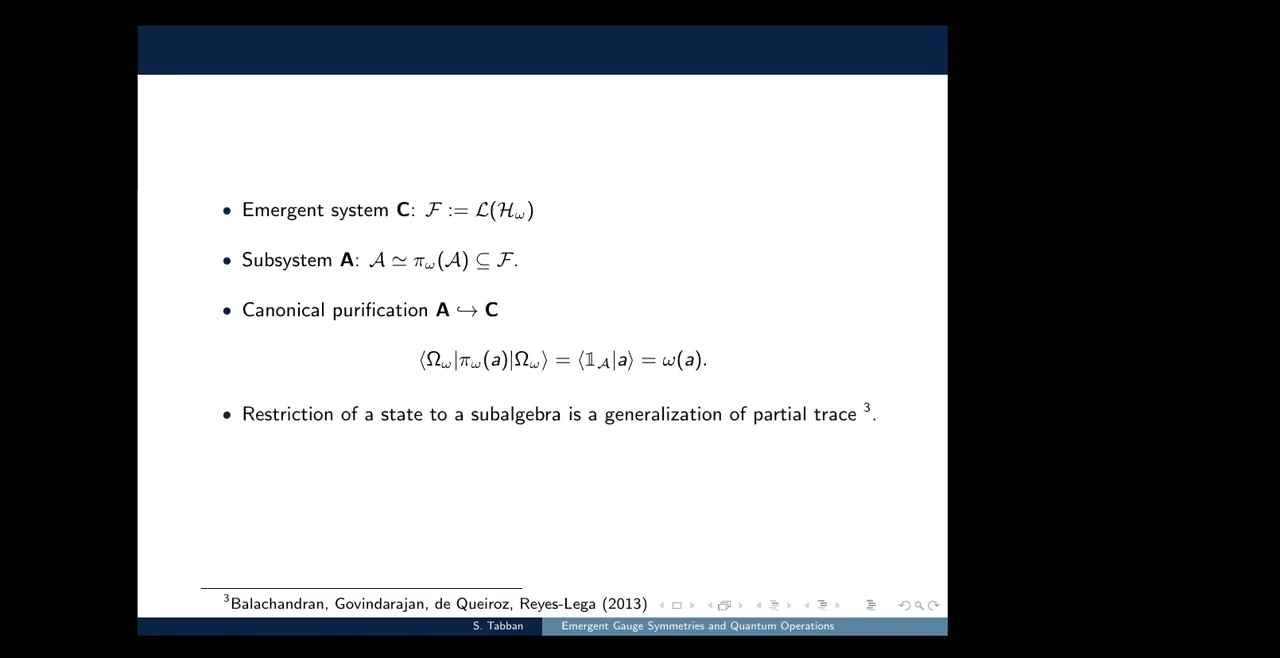 • Emergent system C: ℱ := ℒ(ℋ_ω)
• Subsystem A: 𝒜 ≃ π_ω(𝒜) ⊆ ℱ.
• Canonical purification A ↪ C
⟨Ω_ω|π_ω(a)|Ω_ω⟩ = ⟨𝟙_𝒜|a⟩ = ω(a).
• Restriction of a state to a subalgebra is a generalization of partial trace ³.
³Balachandran, Govindarajan, de Queiroz, Reyes-Lega (2013)
S. Tabban Emergent Gauge Symmetries and Quantum Operations